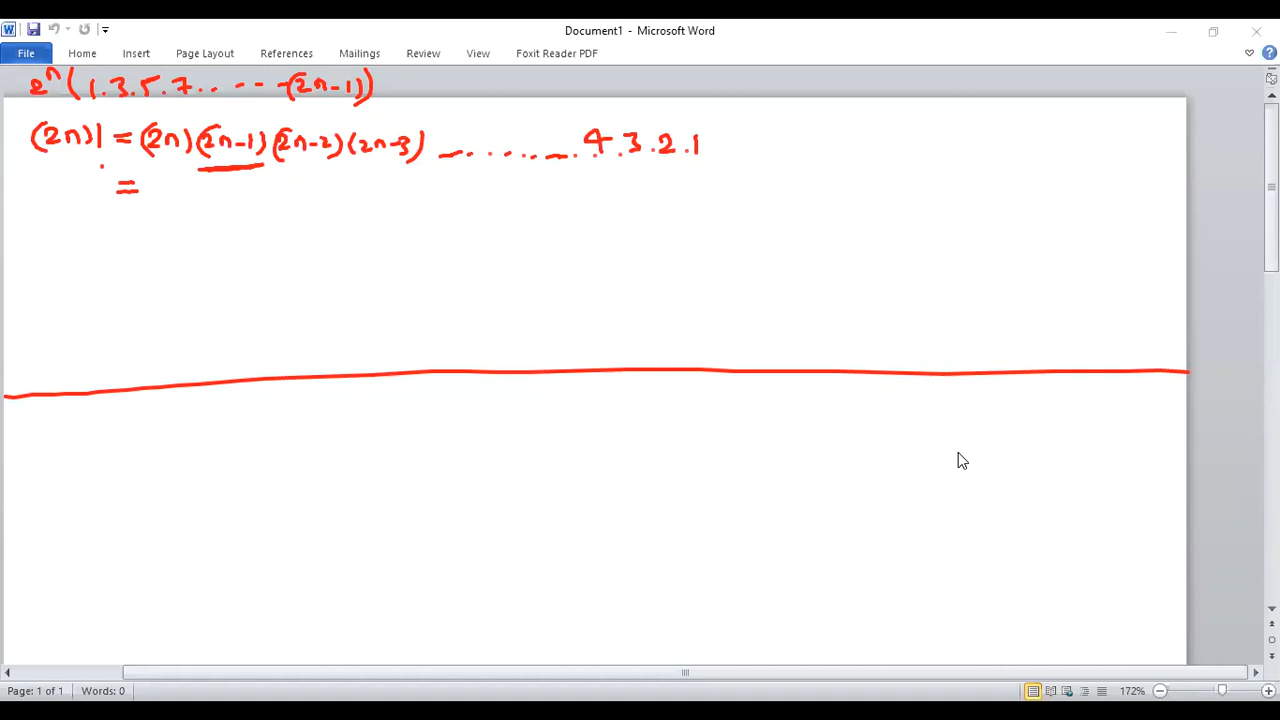 Document1 - Microsoft Word
File Home Insert Page Layout References Mailings Review View Foxit Reader PDF
2ⁿ(1.3.5.7.. - - - -(2n-1))
(2n)! = (2n)(2n-1)(2n-2)(2n-3) _......_..4.3.2.1
=
Page: 1 of 1 Words: 0 172%